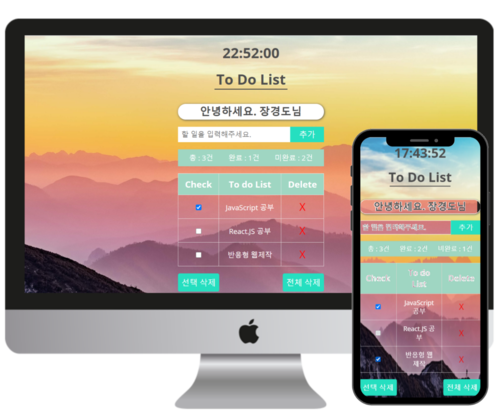 22:52:00
To Do List
안녕하세요. 장경도님
할 일을 입력해주세요.
추가
총 : 3건 완료 : 1건 미완료 : 2건
Check To do List Delete
JavaScript 공부 X
React.JS 공부 X
반응형 웹제작 X
선택 삭제 전체 삭제
17:43:52
To Do List
안녕하세요. 장경도님
할 일을 입력해주세요.
추가
총 : 3건 완료 : 2건 미완료 : 1건
Check To do
List Delete
JavaScript
공부 X
React.JS 공
부 X
반응형 웹
제작 X
선택 삭제 전체 삭제